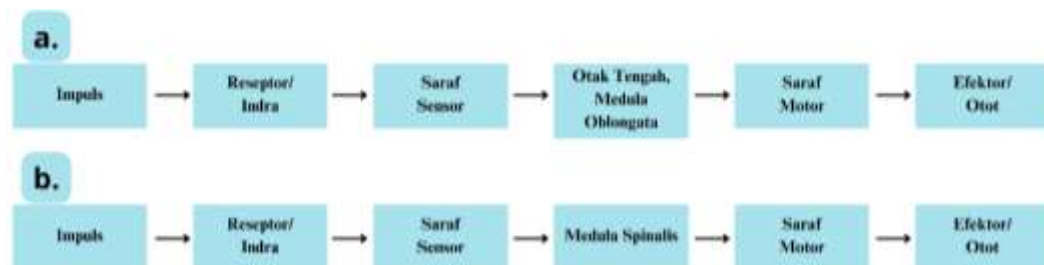 a.
Impuls
Reseptor/
Indra
Saraf
Sensor
Otak Tengah,
Medula
Oblongata
Saraf
Motor
Efektor/
Otot
b.
Impuls
Reseptor/
Indra
Saraf
Sensor
Medula Spinalis
Saraf
Motor
Efektor/
Otot